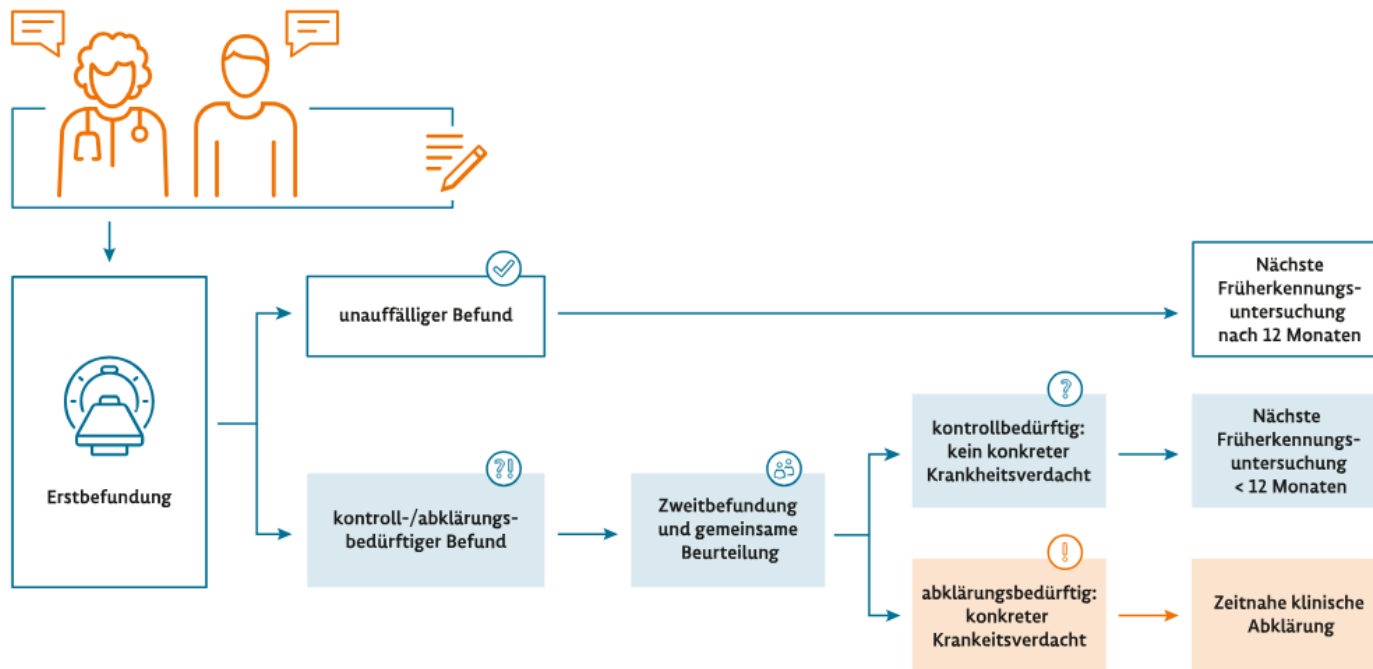 unauffälliger Befund
Nächste
Früherkennungs-
untersuchung
nach 12 Monaten
Erstbefundung
kontroll-/abklärungs-
bedürftiger Befund
Zweitbefundung
und gemeinsame
Beurteilung
kontrollbedürftig:
kein konkreter
Krankheitsverdacht
Nächste
Früherkennungs-
untersuchung
< 12 Monaten
abklärungsbedürftig:
konkreter
Krankeitsverdacht
Zeitnahe klinische
Abklärung